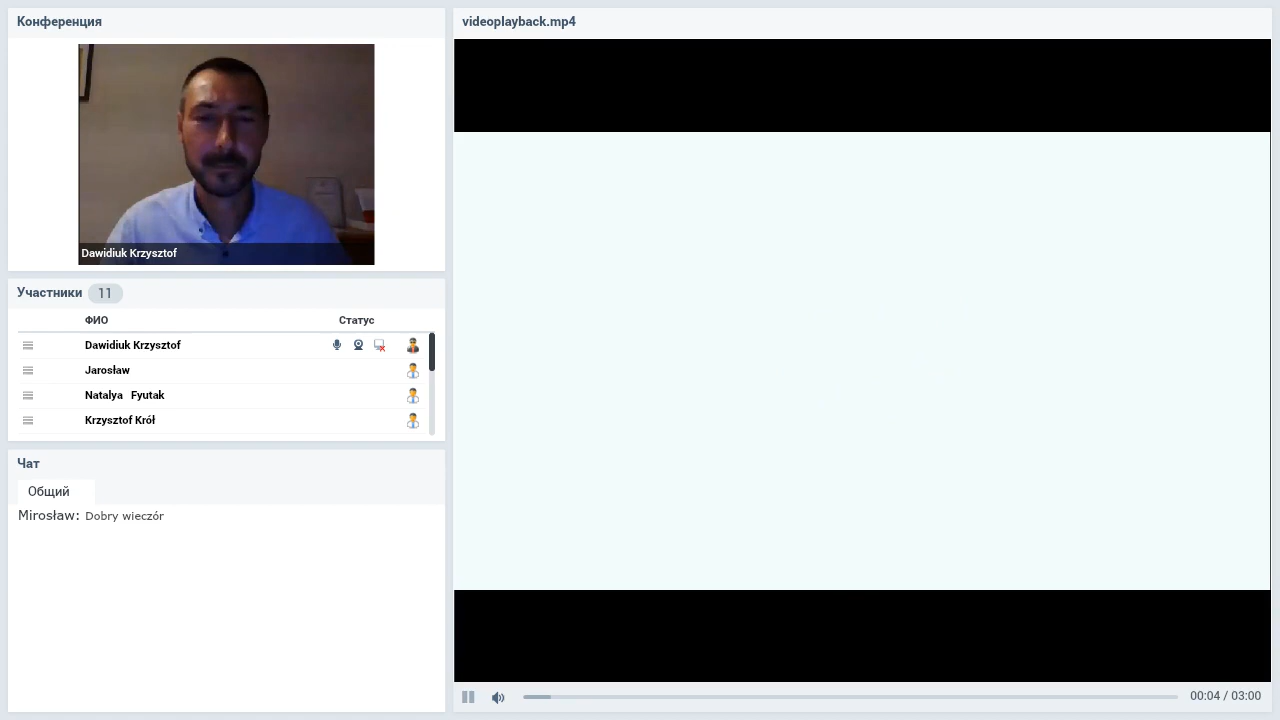 Конференция
Dawidiuk Krzysztof
Участники 11
ФИО Статус
Dawidiuk Krzysztof
Jarosław
Natalya Fyutak
Krzysztof Król
Чат
Общий
Mirosław: Dobry wieczór
videoplayback.mp4
00:04 / 03:00